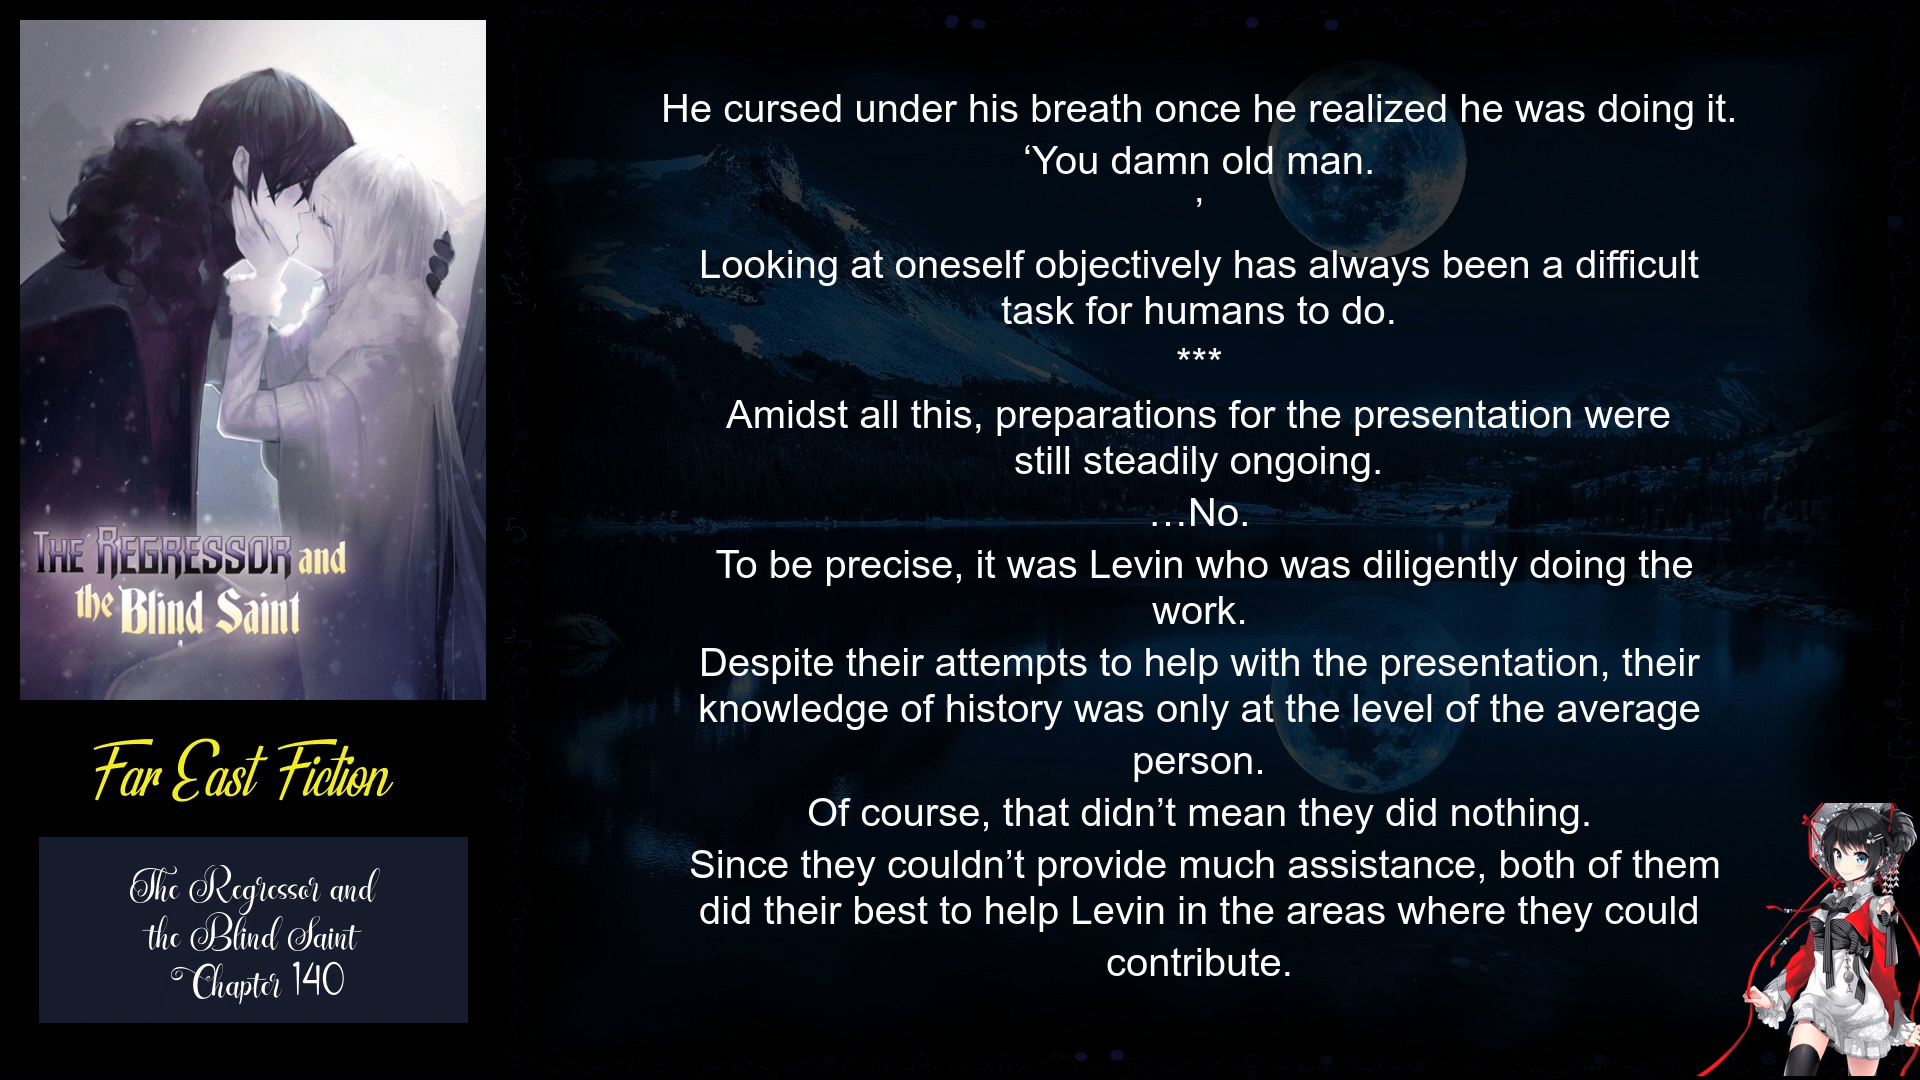 THE REGRESSOR and
the Blind Saint
Far East Fiction
The Regressor and
the Blind Saint
Chapter 140
He cursed under his breath once he realized he was doing it.
‘You damn old man.
’
Looking at oneself objectively has always been a difficult
task for humans to do.
***
Amidst all this, preparations for the presentation were
still steadily ongoing.
…No.
To be precise, it was Levin who was diligently doing the
work.
Despite their attempts to help with the presentation, their
knowledge of history was only at the level of the average
person.
Of course, that didn’t mean they did nothing.
Since they couldn’t provide much assistance, both of them
did their best to help Levin in the areas where they could
contribute.